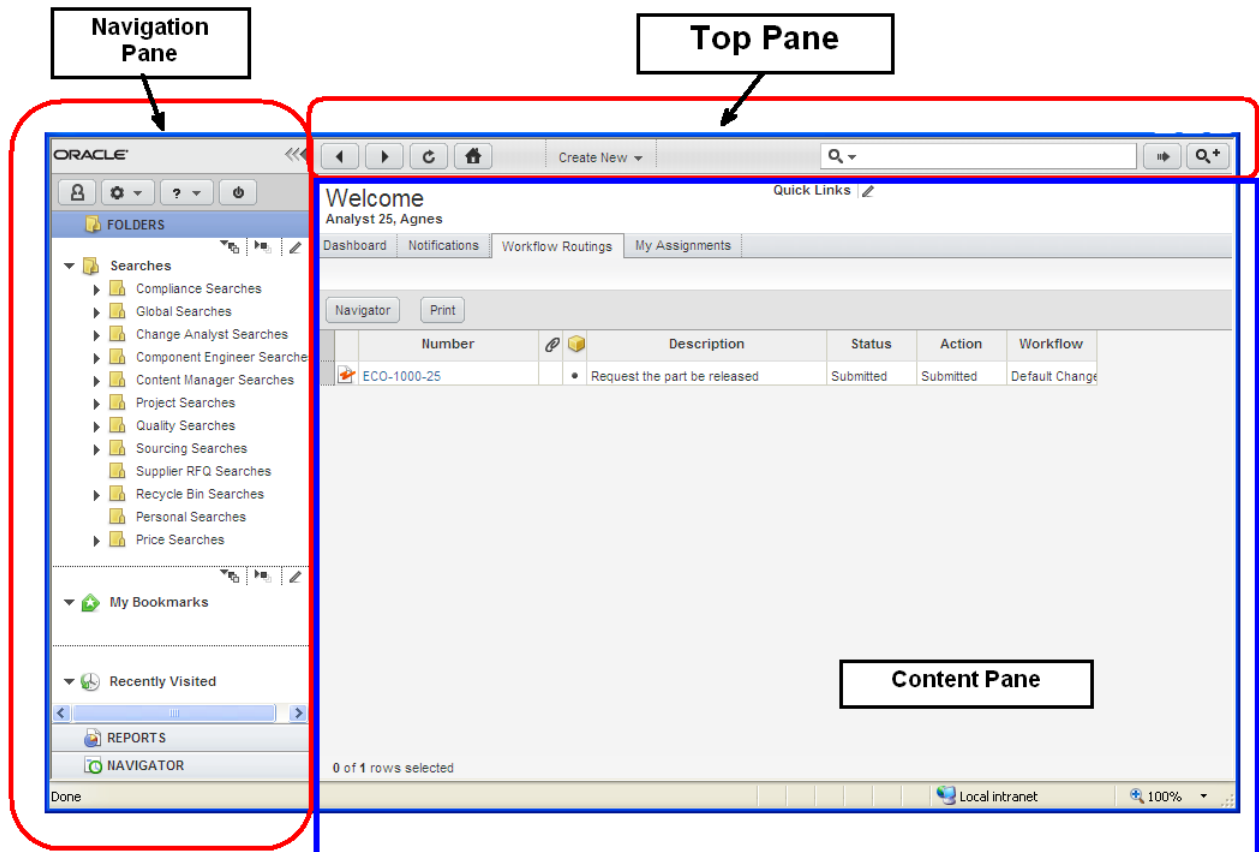 Navigation
Pane
Top Pane
ORACLE
Create New
?
FOLDERS
Searches
Compliance Searches
Global Searches
Change Analyst Searches
Component Engineer Searche
Content Manager Searches
Project Searches
Quality Searches
Sourcing Searches
Supplier RFQ Searches
Recycle Bin Searches
Personal Searches
Price Searches
My Bookmarks
Recently Visited
REPORTS
NAVIGATOR
Welcome
Quick Links
Analyst 25, Agnes
Dashboard Notifications Workflow Routings My Assignments
Navigator Print
Number Description Status Action Workflow
ECO-1000-25 Request the part be released Submitted Submitted Default Change
Content Pane
0 of 1 rows selected
Done Local intranet 100%